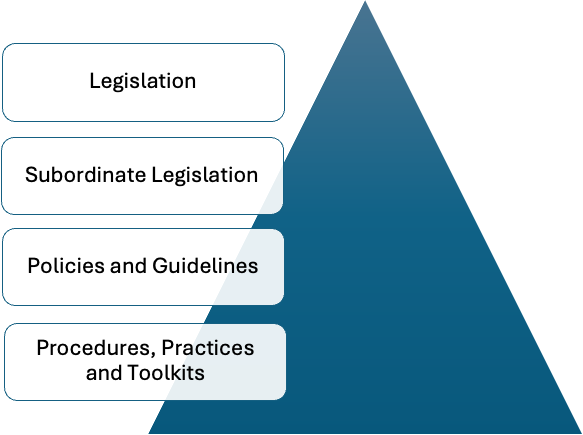 Legislation
Subordinate Legislation
Policies and Guidelines
Procedures, Practices
and Toolkits